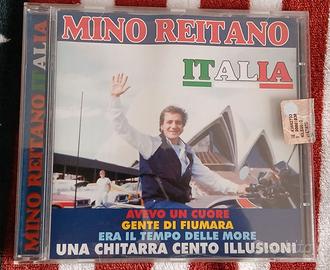 MINO REITANO
ITALIA
MINO REITANO ITALIA
AVEVO UN CUORE
GENTE DI FIUMARA
ERA IL TEMPO DELLE MORE
UNA CHITARRA CENTO ILLUSIONI